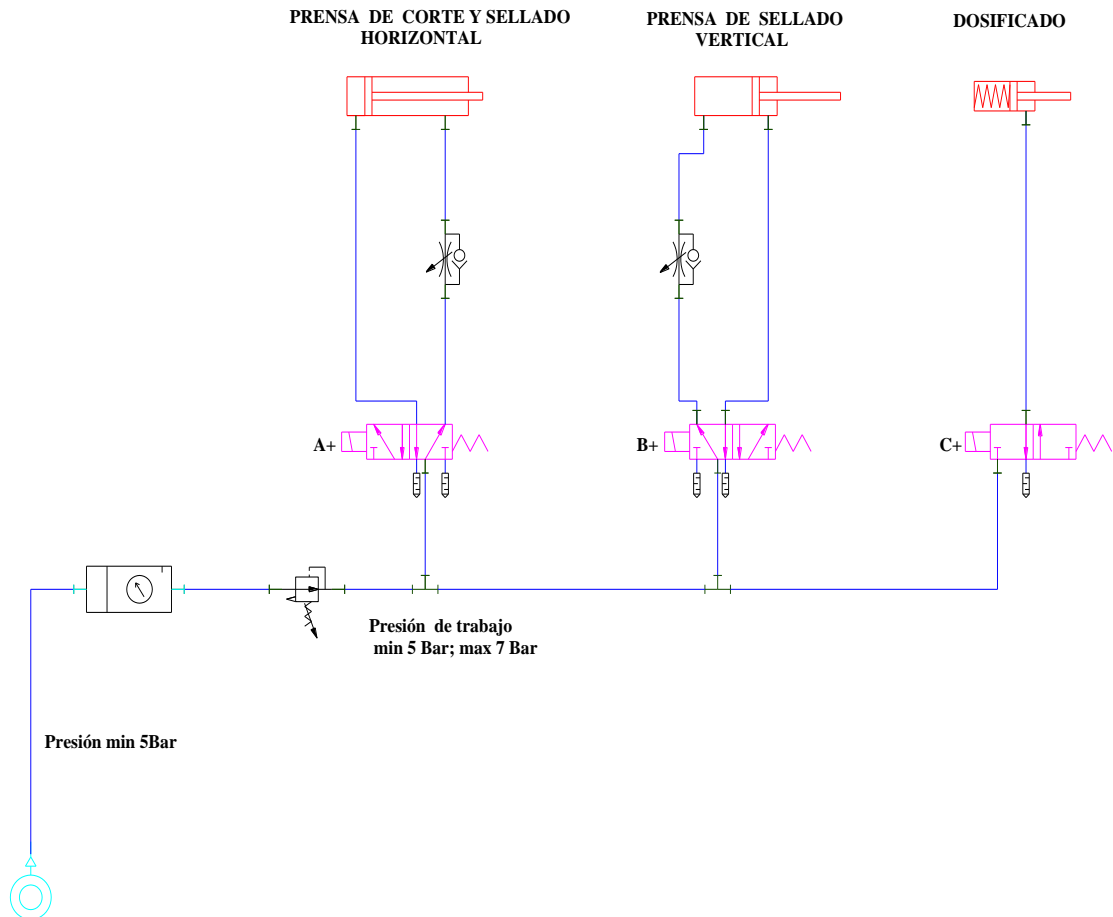 PRENSA DE CORTE Y SELLADO
HORIZONTAL
PRENSA DE SELLADO
VERTICAL
DOSIFICADO
A+
B+
C+
Presión de trabajo
min 5 Bar; max 7 Bar
Presión min 5Bar